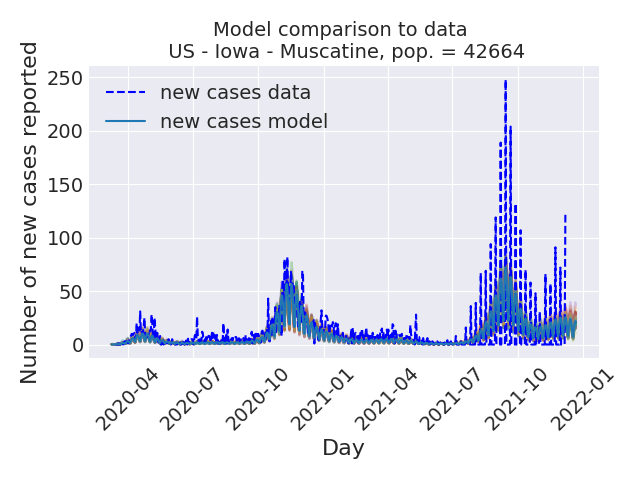 Model comparison to data
US - Iowa - Muscatine, pop. = 42664
Number of new cases reported
250
200
150
100
50
0
new cases data
new cases model
2020-04
2020-07
2020-10
2021-01
2021-04
2021-07
2021-10
2022-01
Day